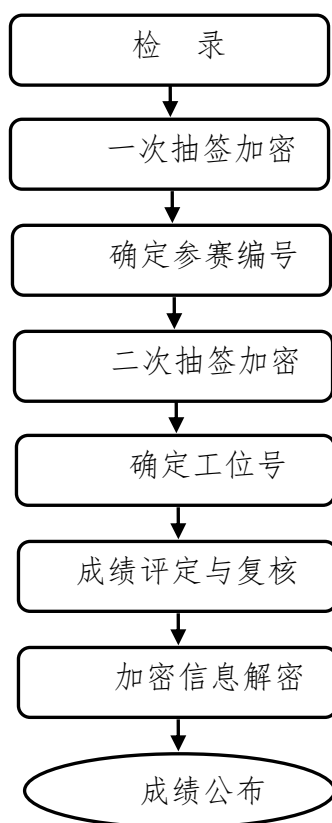 检 录
一次抽签加密
确定参赛编号
二次抽签加密
确定工位号
成绩评定与复核
加密信息解密
成绩公布